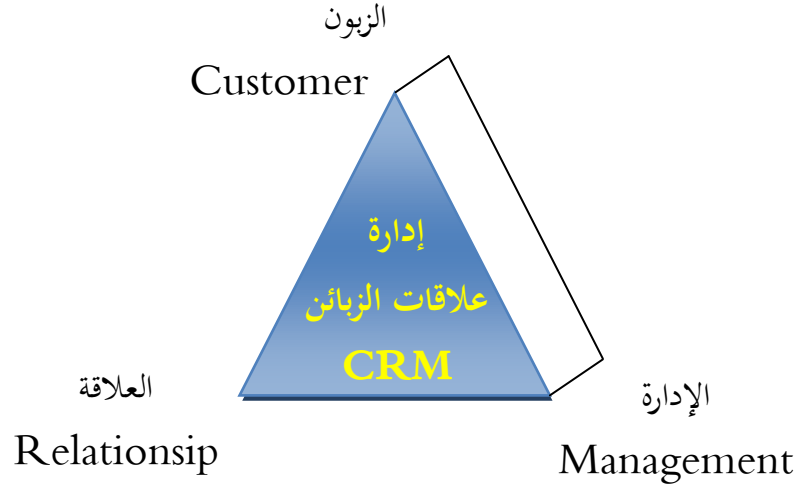 الزبون
Customer
إدارة
علاقات الزبائن
CRM
العلاقة
Relationsip
الإدارة
Management